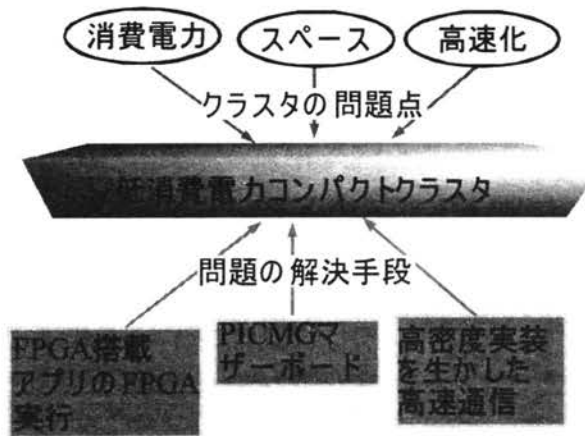 消費電力
スペース
高速化
クラスタの問題点
低消費電力コンパクトクラスタ
問題の解決手段
FPGA搭載
アプリのFPGA
実行
PICMGマ
ザーボード
高密度実装
を生かした
高速通信